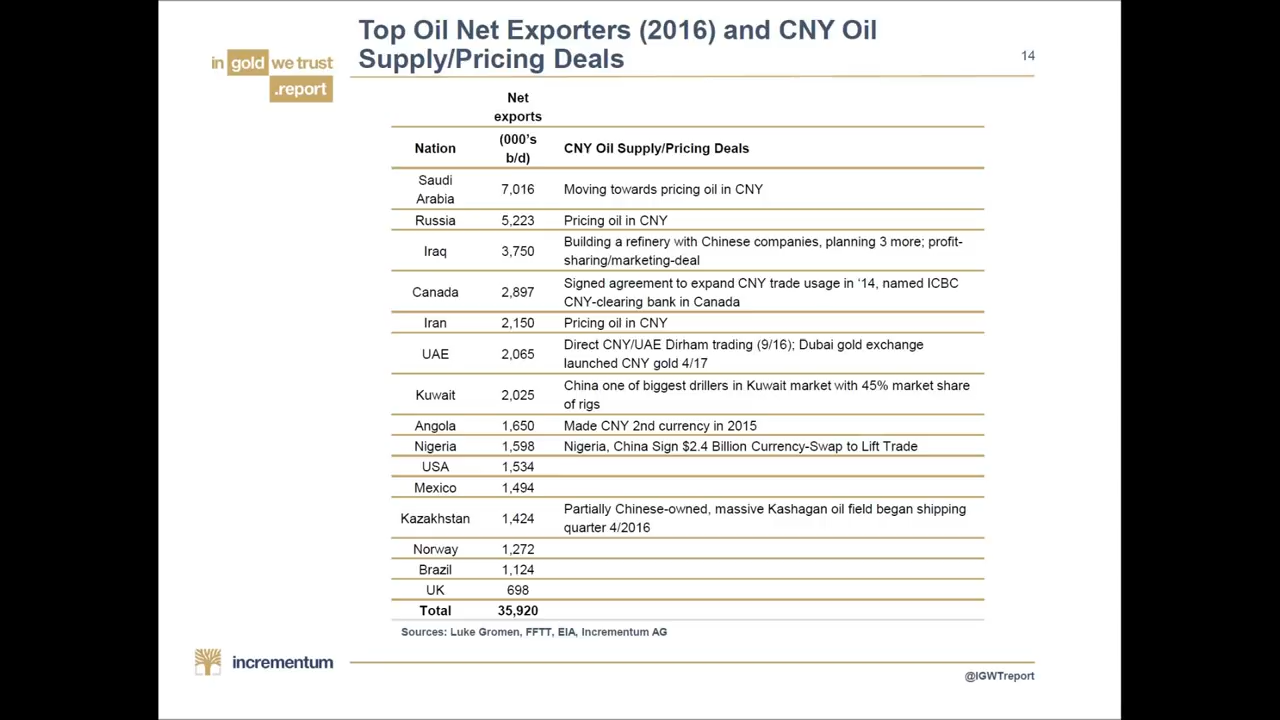 Top Oil Net Exporters (2016) and CNY Oil
Supply/Pricing Deals
in gold we trust
.report
14
Net
exports
Nation (000's b/d) CNY Oil Supply/Pricing Deals
Saudi Arabia 7,016 Moving towards pricing oil in CNY
Russia 5,223 Pricing oil in CNY
Iraq 3,750 Building a refinery with Chinese companies, planning 3 more; profit-
sharing/marketing-deal
Canada 2,897 Signed agreement to expand CNY trade usage in ‘14, named ICBC
CNY-clearing bank in Canada
Iran 2,150 Pricing oil in CNY
UAE 2,065 Direct CNY/UAE Dirham trading (9/16); Dubai gold exchange
launched CNY gold 4/17
Kuwait 2,025 China one of biggest drillers in Kuwait market with 45% market share
of rigs
Angola 1,650 Made CNY 2nd currency in 2015
Nigeria 1,598 Nigeria, China Sign $2.4 Billion Currency-Swap to Lift Trade
USA 1,534
Mexico 1,494
Kazakhstan 1,424 Partially Chinese-owned, massive Kashagan oil field began shipping
quarter 4/2016
Norway 1,272
Brazil 1,124
UK 698
Total 35,920
Sources: Luke Gromen, FFTT, EIA, Incrementum AG
incrementum
@IGWTreport